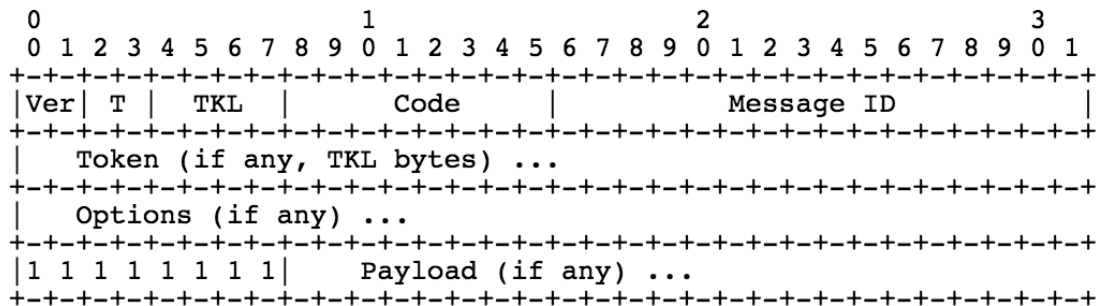 0                   1                   2                   3
 0 1 2 3 4 5 6 7 8 9 0 1 2 3 4 5 6 7 8 9 0 1 2 3 4 5 6 7 8 9 0 1
+-+-+-+-+-+-+-+-+-+-+-+-+-+-+-+-+-+-+-+-+-+-+-+-+-+-+-+-+-+-+-+-+
|Ver| T |  TKL  |      Code     |          Message ID           |
+-+-+-+-+-+-+-+-+-+-+-+-+-+-+-+-+-+-+-+-+-+-+-+-+-+-+-+-+-+-+-+-+
|   Token (if any, TKL bytes) ...
+-+-+-+-+-+-+-+-+-+-+-+-+-+-+-+-+-+-+-+-+-+-+-+-+-+-+-+-+-+-+-+-+
|   Options (if any) ...
+-+-+-+-+-+-+-+-+-+-+-+-+-+-+-+-+-+-+-+-+-+-+-+-+-+-+-+-+-+-+-+-+
|1 1 1 1 1 1 1 1|    Payload (if any) ...
+-+-+-+-+-+-+-+-+-+-+-+-+-+-+-+-+-+-+-+-+-+-+-+-+-+-+-+-+-+-+-+-+